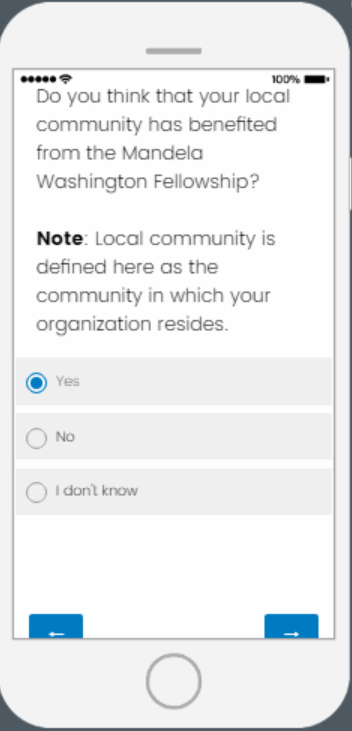 100%
Do you think that your local
community has benefited
from the Mandela
Washington Fellowship?
Note: Local community is
defined here as the
community in which your
organization resides.
Yes
No
I don't know
← →